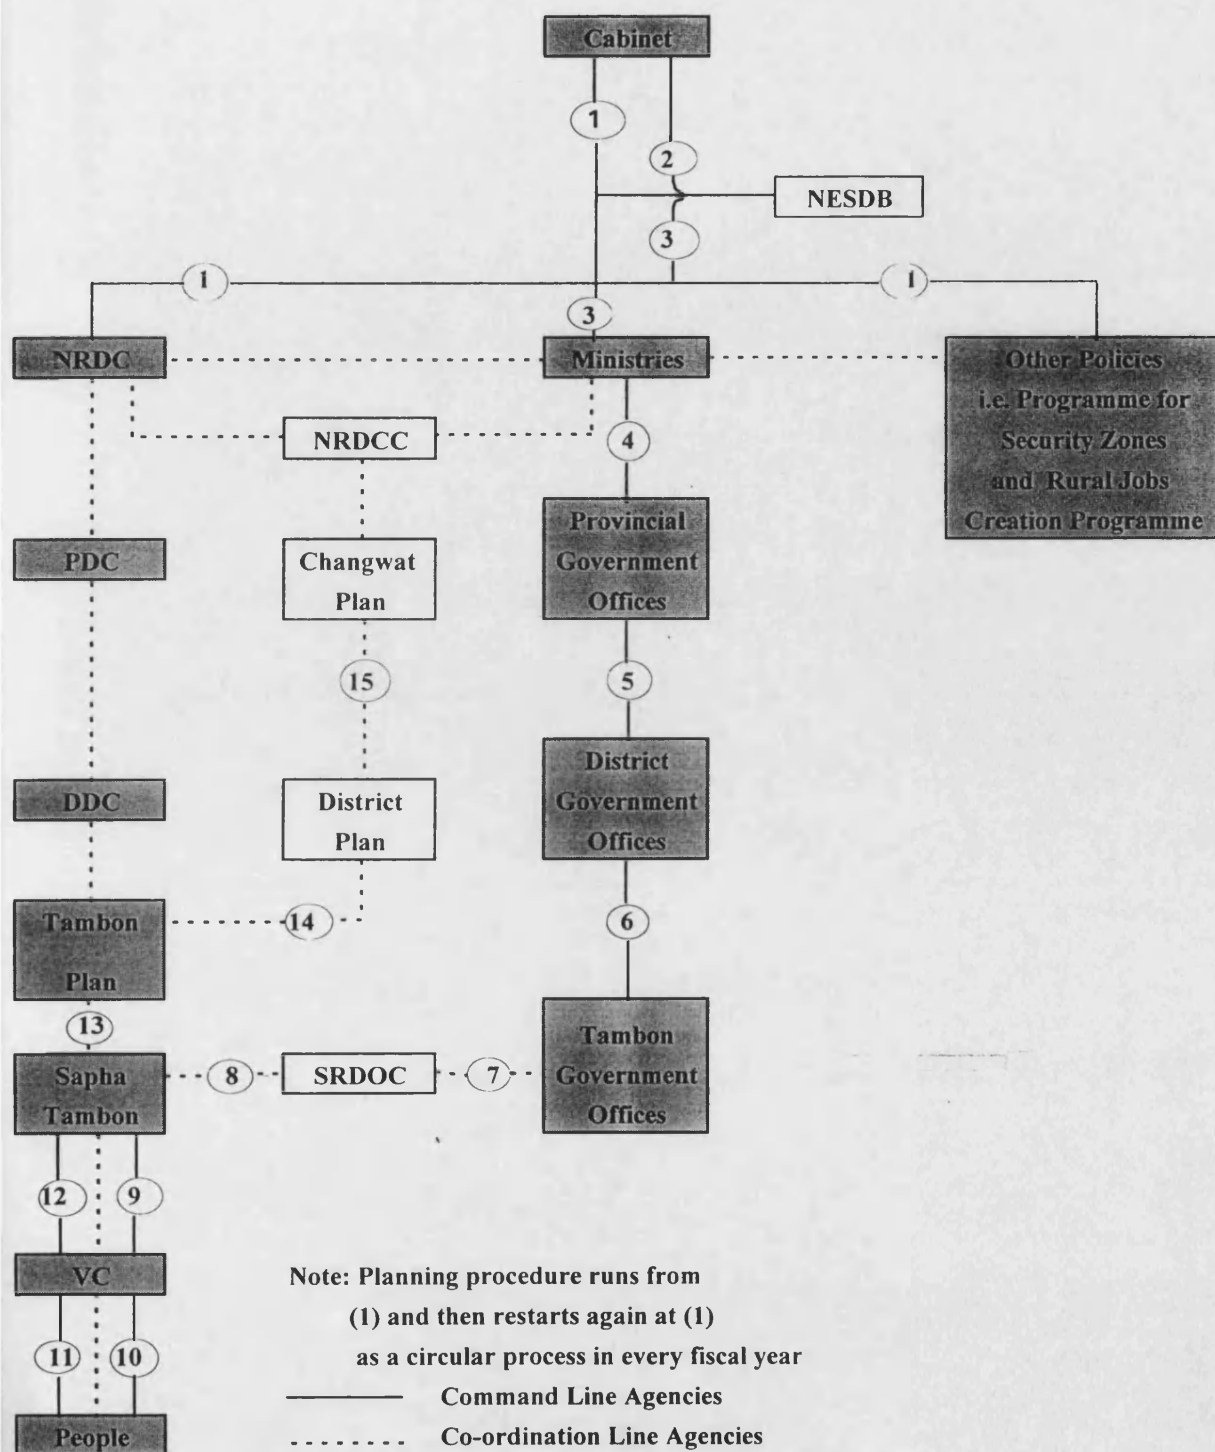 Cabinet
1
2
NESDB
3
1
1
3
NRDC
Ministries
Other Policies
i.e. Programme for
Security Zones
and Rural Jobs
Creation Programme
NRDCC
4
Provincial
Government
Offices
PDC
Changwat
Plan
15
5
DDC
District
Plan
District
Government
Offices
Tambon
Plan
14
6
13
Sapha
Tambon
8
SRDOC
7
Tambon
Government
Offices
12
9
VC
11
10
People
Note: Planning procedure runs from
(1) and then restarts again at (1)
as a circular process in every fiscal year
Command Line Agencies
Co-ordination Line Agencies